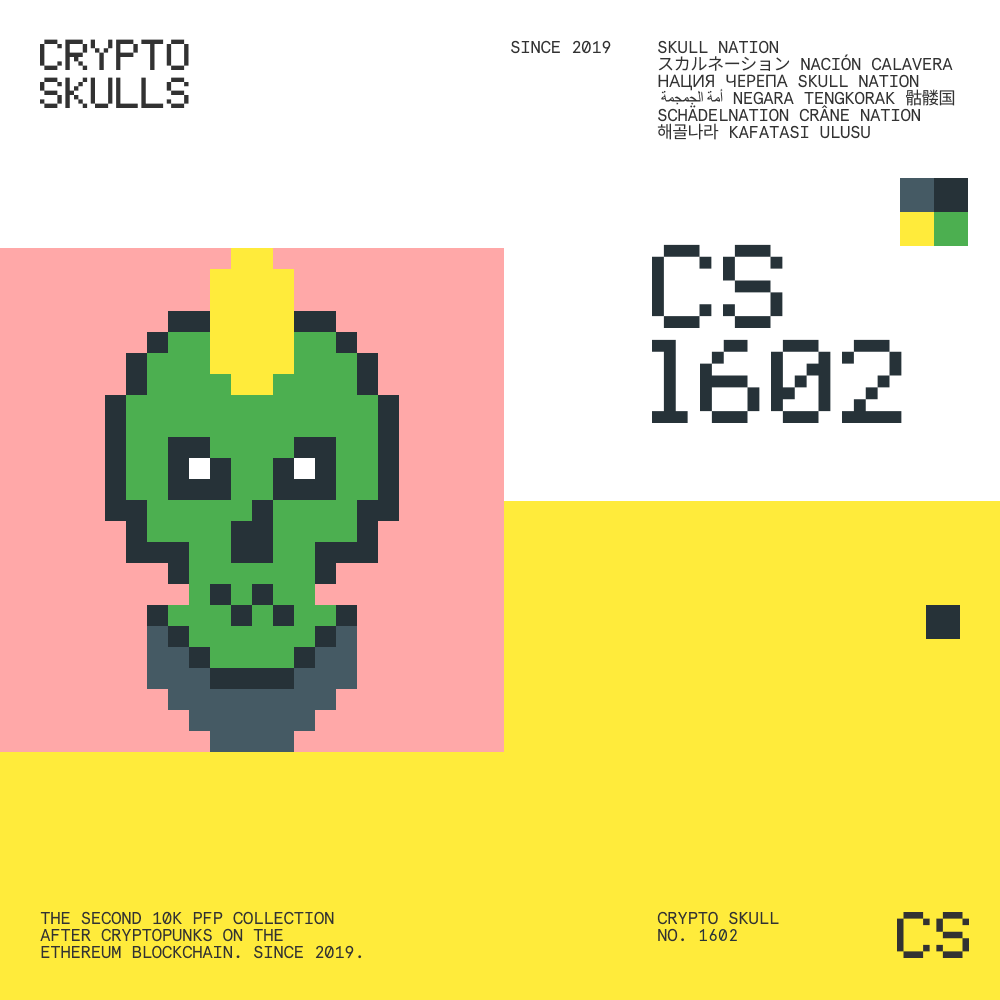 CRYPTO
SKULLS
SINCE 2019
SKULL NATION
スカルネーション NACIÓN CALAVERA
НАЦИЯ ЧЕРЕПА SKULL NATION
أمة الجمجمة NEGARA TENGKORAK 骷髅国
SCHÄDELNATION CRÂNE NATION
해골나라 KAFATASI ULUSU
CS
1602
THE SECOND 10K PFP COLLECTION
AFTER CRYPTOPUNKS ON THE
ETHEREUM BLOCKCHAIN. SINCE 2019.
CRYPTO SKULL
NO. 1602
CS